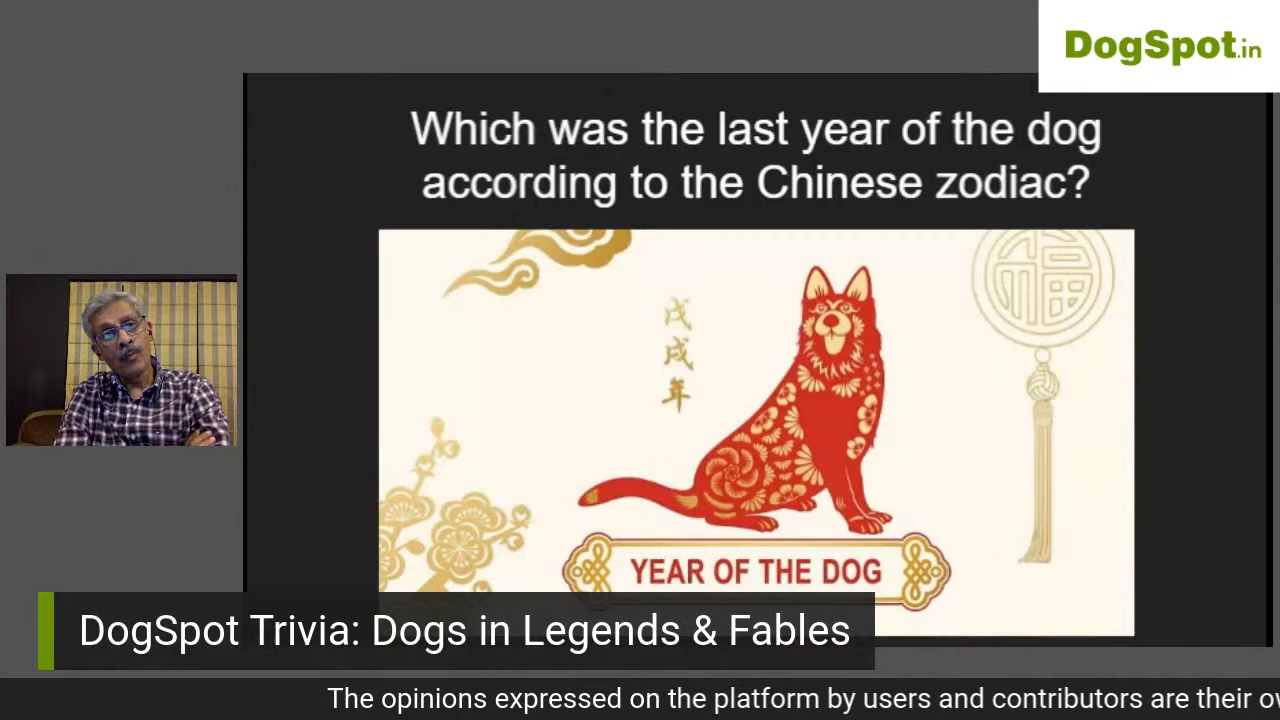 DogSpot.in
Which was the last year of the dog
according to the Chinese zodiac?
戊
戌
年
福
YEAR OF THE DOG
DogSpot Trivia: Dogs in Legends & Fables
The opinions expressed on the platform by users and contributors are their